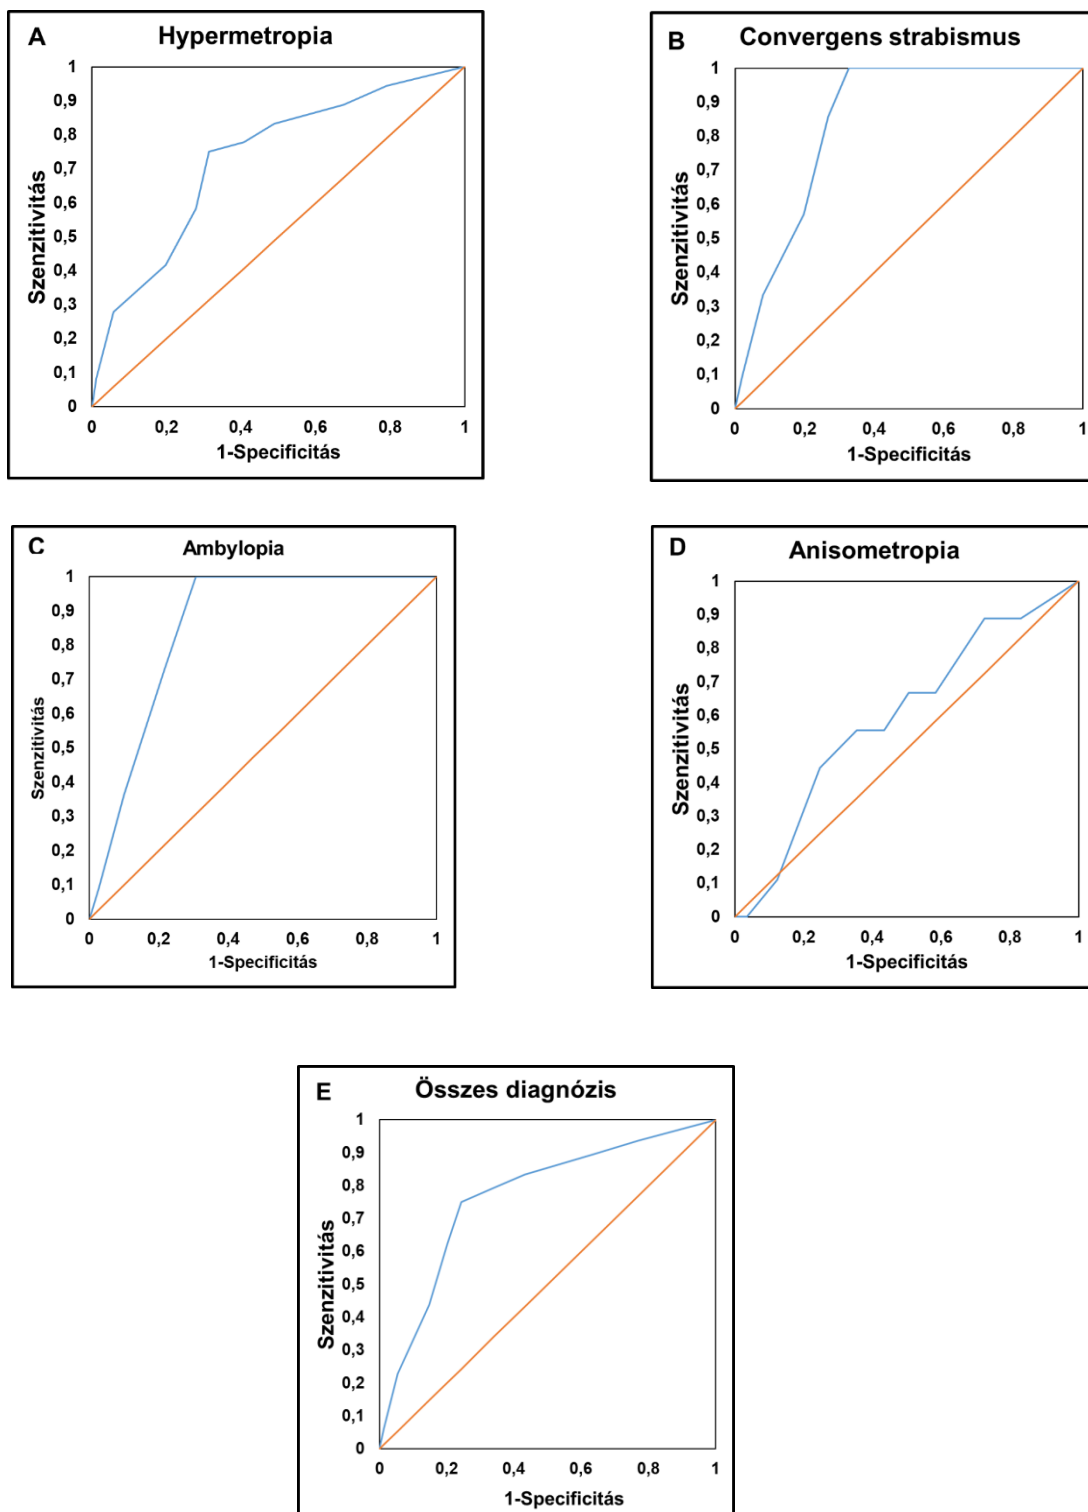 A
Hypermetropia
1
0,9
0,8
0,7
0,6
0,5
0,4
0,3
0,2
0,1
0
Szenzitivitás
0 0,2 0,4 0,6 0,8 1
1-Specificitás
B
Convergens strabismus
1
0,9
0,8
0,7
0,6
0,5
0,4
0,3
0,2
0,1
0
Szenzitivitás
0 0,2 0,4 0,6 0,8 1
1-Specificitás
C
Ambylopia
1
0,9
0,8
0,7
0,6
0,5
0,4
0,3
0,2
0,1
0
Szenzitivitás
0 0,2 0,4 0,6 0,8 1
1-Specificitás
D
Anisometropia
1
0,9
0,8
0,7
0,6
0,5
0,4
0,3
0,2
0,1
0
Szenzitivitás
0 0,2 0,4 0,6 0,8 1
1-Specificitás
E
Összes diagnózis
1
0,9
0,8
0,7
0,6
0,5
0,4
0,3
0,2
0,1
0
Szenzitivitás
0 0,2 0,4 0,6 0,8 1
1-Specificitás